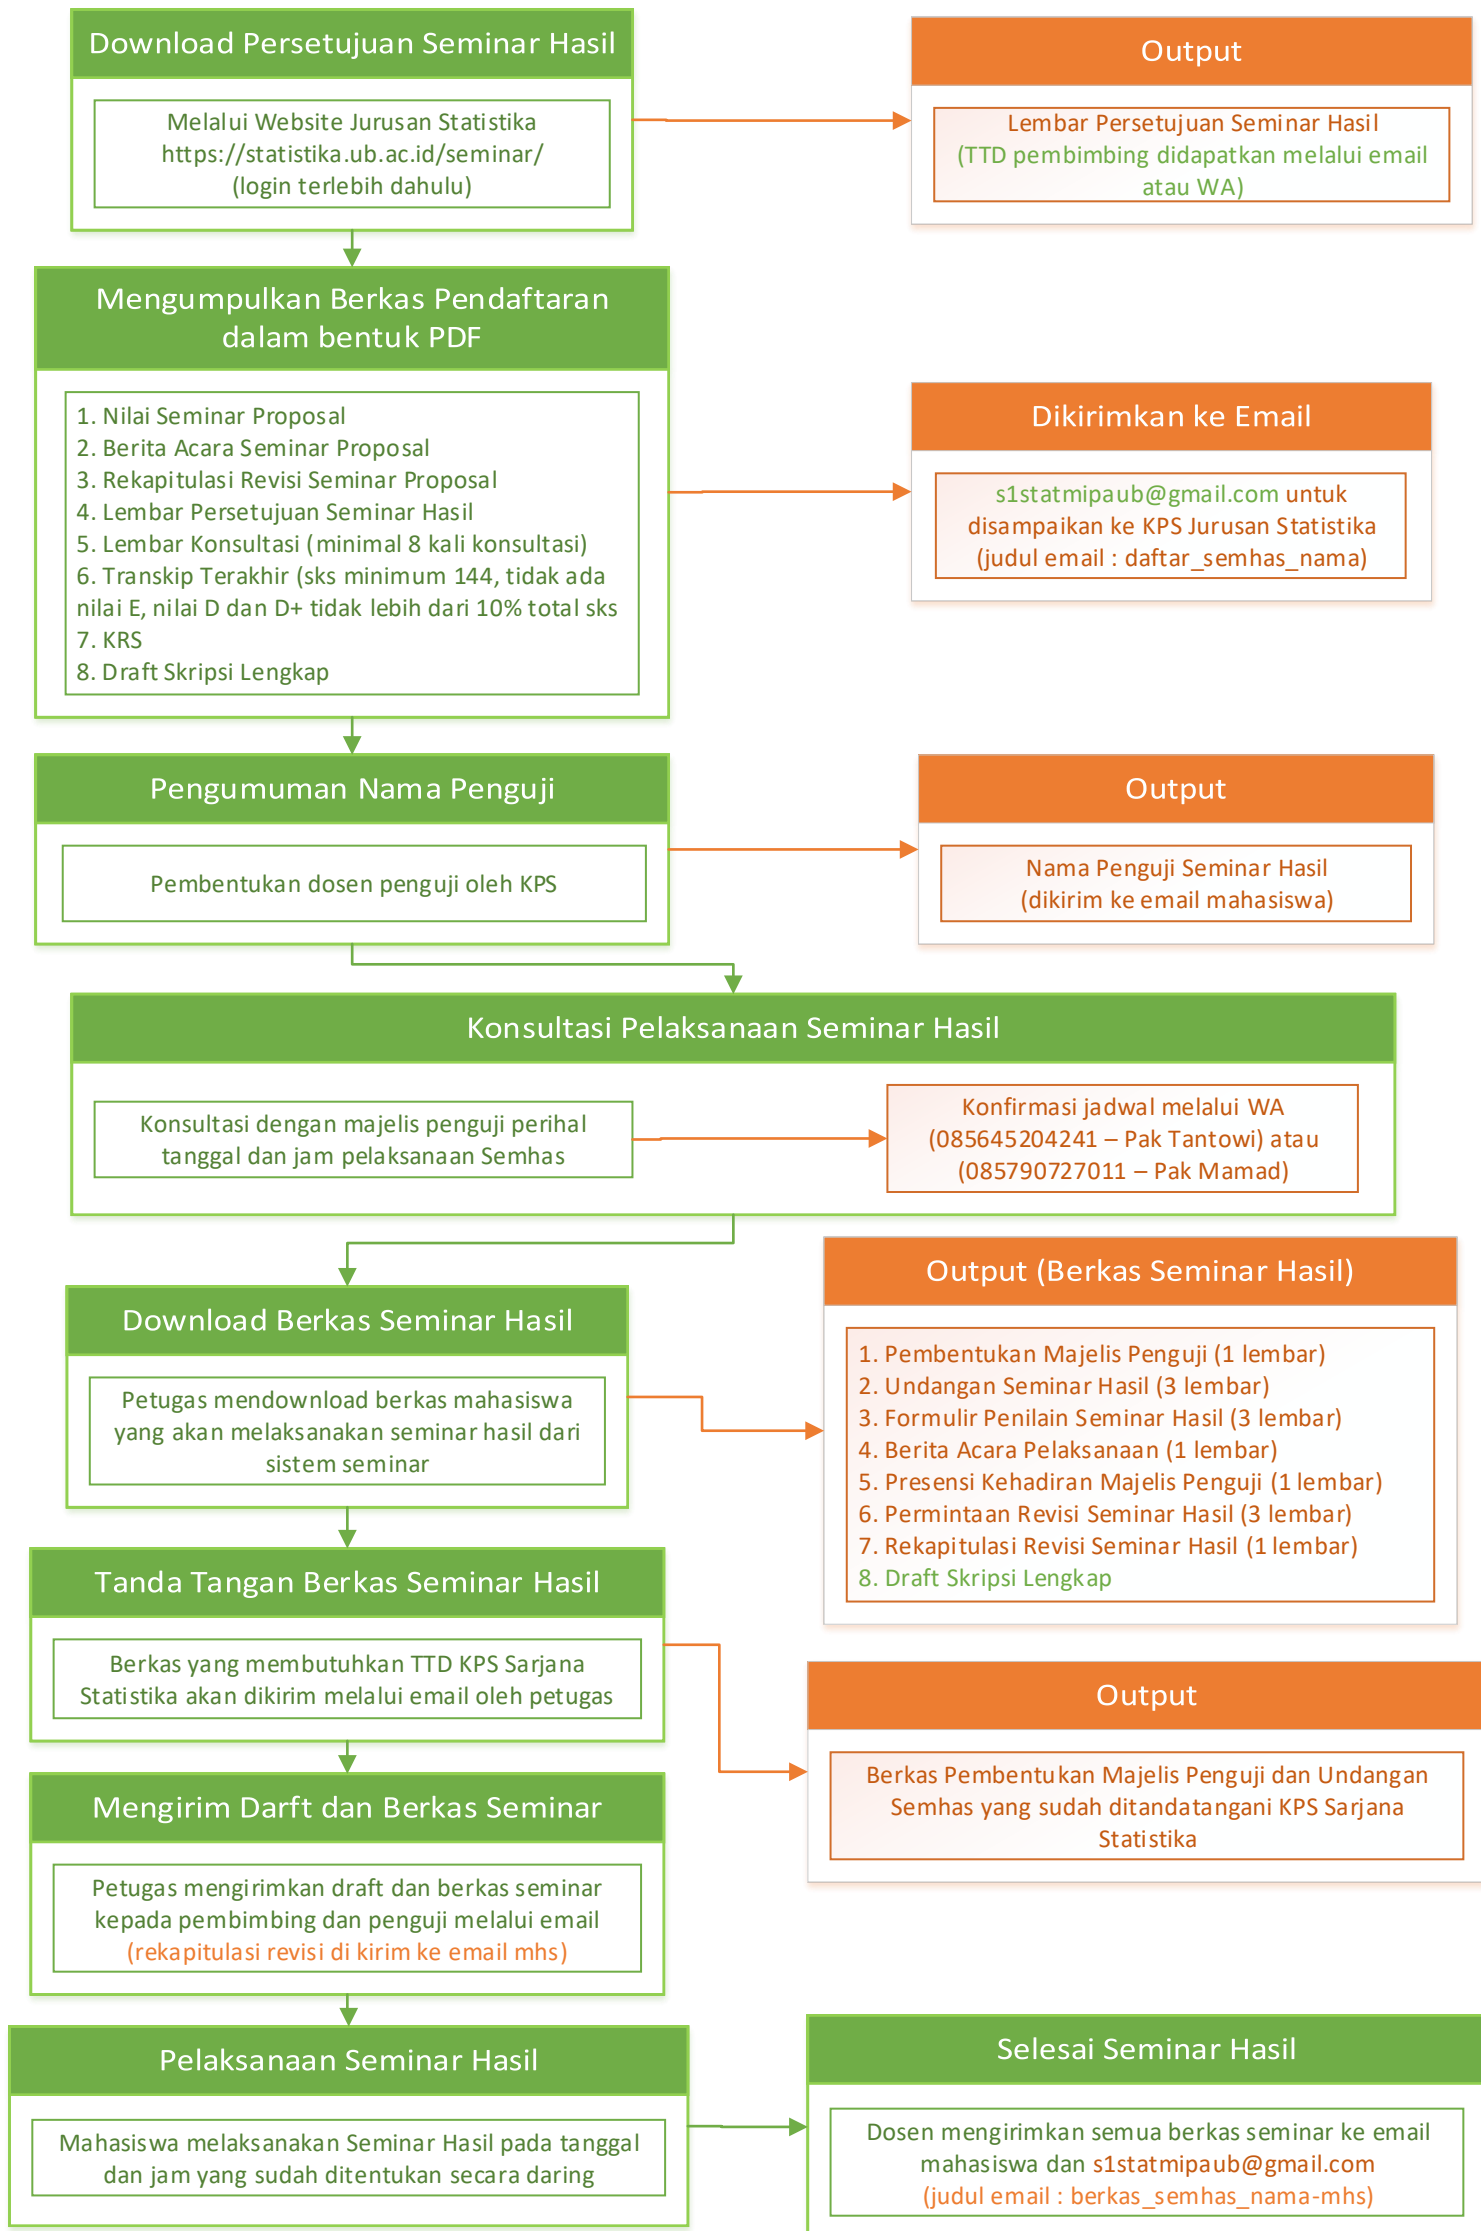 Download Persetujuan Seminar Hasil
Melalui Website Jurusan Statistika
https://statistika.ub.ac.id/seminar/
(login terlebih dahulu)
Output
Lembar Persetujuan Seminar Hasil
(TTD pembimbing didapatkan melalui email
atau WA)
Mengumpulkan Berkas Pendaftaran
dalam bentuk PDF
1. Nilai Seminar Proposal
2. Berita Acara Seminar Proposal
3. Rekapitulasi Revisi Seminar Proposal
4. Lembar Persetujuan Seminar Hasil
5. Lembar Konsultasi (minimal 8 kali konsultasi)
6. Transkip Terakhir (sks minimum 144, tidak ada
nilai E, nilai D dan D+ tidak lebih dari 10% total sks
7. KRS
8. Draft Skripsi Lengkap
Dikirimkan ke Email
s1statmipaub@gmail.com untuk
disampaikan ke KPS Jurusan Statistika
(judul email : daftar_semhas_nama)
Pengumuman Nama Penguji
Pembentukan dosen penguji oleh KPS
Output
Nama Penguji Seminar Hasil
(dikirim ke email mahasiswa)
Konsultasi Pelaksanaan Seminar Hasil
Konsultasi dengan majelis penguji perihal
tanggal dan jam pelaksanaan Semhas
Konfirmasi jadwal melalui WA
(085645204241 – Pak Tantowi) atau
(085790727011 – Pak Mamad)
Download Berkas Seminar Hasil
Petugas mendownload berkas mahasiswa
yang akan melaksanakan seminar hasil dari
sistem seminar
Output (Berkas Seminar Hasil)
1. Pembentukan Majelis Penguji (1 lembar)
2. Undangan Seminar Hasil (3 lembar)
3. Formulir Penilain Seminar Hasil (3 lembar)
4. Berita Acara Pelaksanaan (1 lembar)
5. Presensi Kehadiran Majelis Penguji (1 lembar)
6. Permintaan Revisi Seminar Hasil (3 lembar)
7. Rekapitulasi Revisi Seminar Hasil (1 lembar)
8. Draft Skripsi Lengkap
Tanda Tangan Berkas Seminar Hasil
Berkas yang membutuhkan TTD KPS Sarjana
Statistika akan dikirim melalui email oleh petugas
Output
Berkas Pembentukan Majelis Penguji dan Undangan
Semhas yang sudah ditandatangani KPS Sarjana
Statistika
Mengirim Darft dan Berkas Seminar
Petugas mengirimkan draft dan berkas seminar
kepada pembimbing dan penguji melalui email
(rekapitulasi revisi di kirim ke email mhs)
Pelaksanaan Seminar Hasil
Mahasiswa melaksanakan Seminar Hasil pada tanggal
dan jam yang sudah ditentukan secara daring
Selesai Seminar Hasil
Dosen mengirimkan semua berkas seminar ke email
mahasiswa dan s1statmipaub@gmail.com
(judul email : berkas_semhas_nama-mhs)